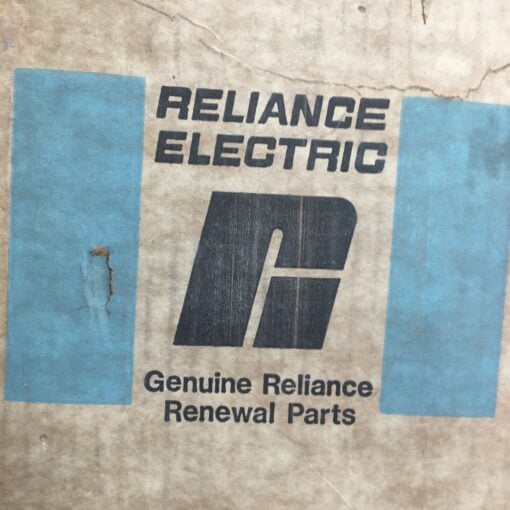 RELIANCE
ELECTRIC
Genuine Reliance
Renewal Parts